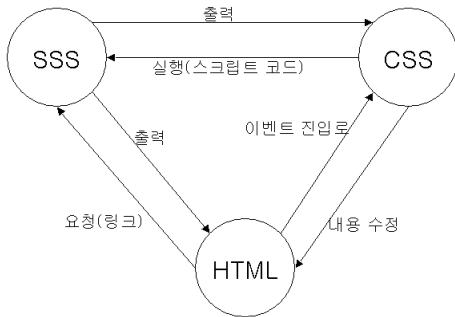 출력
SSS
CSS
실행(스크립트 코드)
출력
이벤트 진입로
요청(링크)
내용 수정
HTML